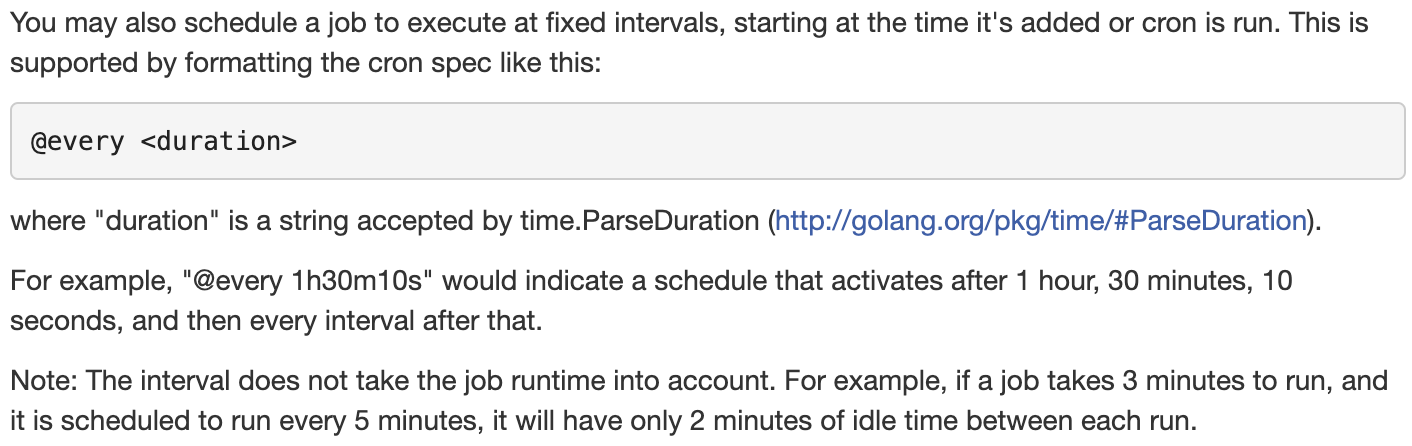 You may also schedule a job to execute at fixed intervals, starting at the time it's added or cron is run. This is
supported by formatting the cron spec like this:
@every <duration>
where "duration" is a string accepted by time.ParseDuration (http://golang.org/pkg/time/#ParseDuration).
For example, "@every 1h30m10s" would indicate a schedule that activates after 1 hour, 30 minutes, 10
seconds, and then every interval after that.
Note: The interval does not take the job runtime into account. For example, if a job takes 3 minutes to run, and
it is scheduled to run every 5 minutes, it will have only 2 minutes of idle time between each run.